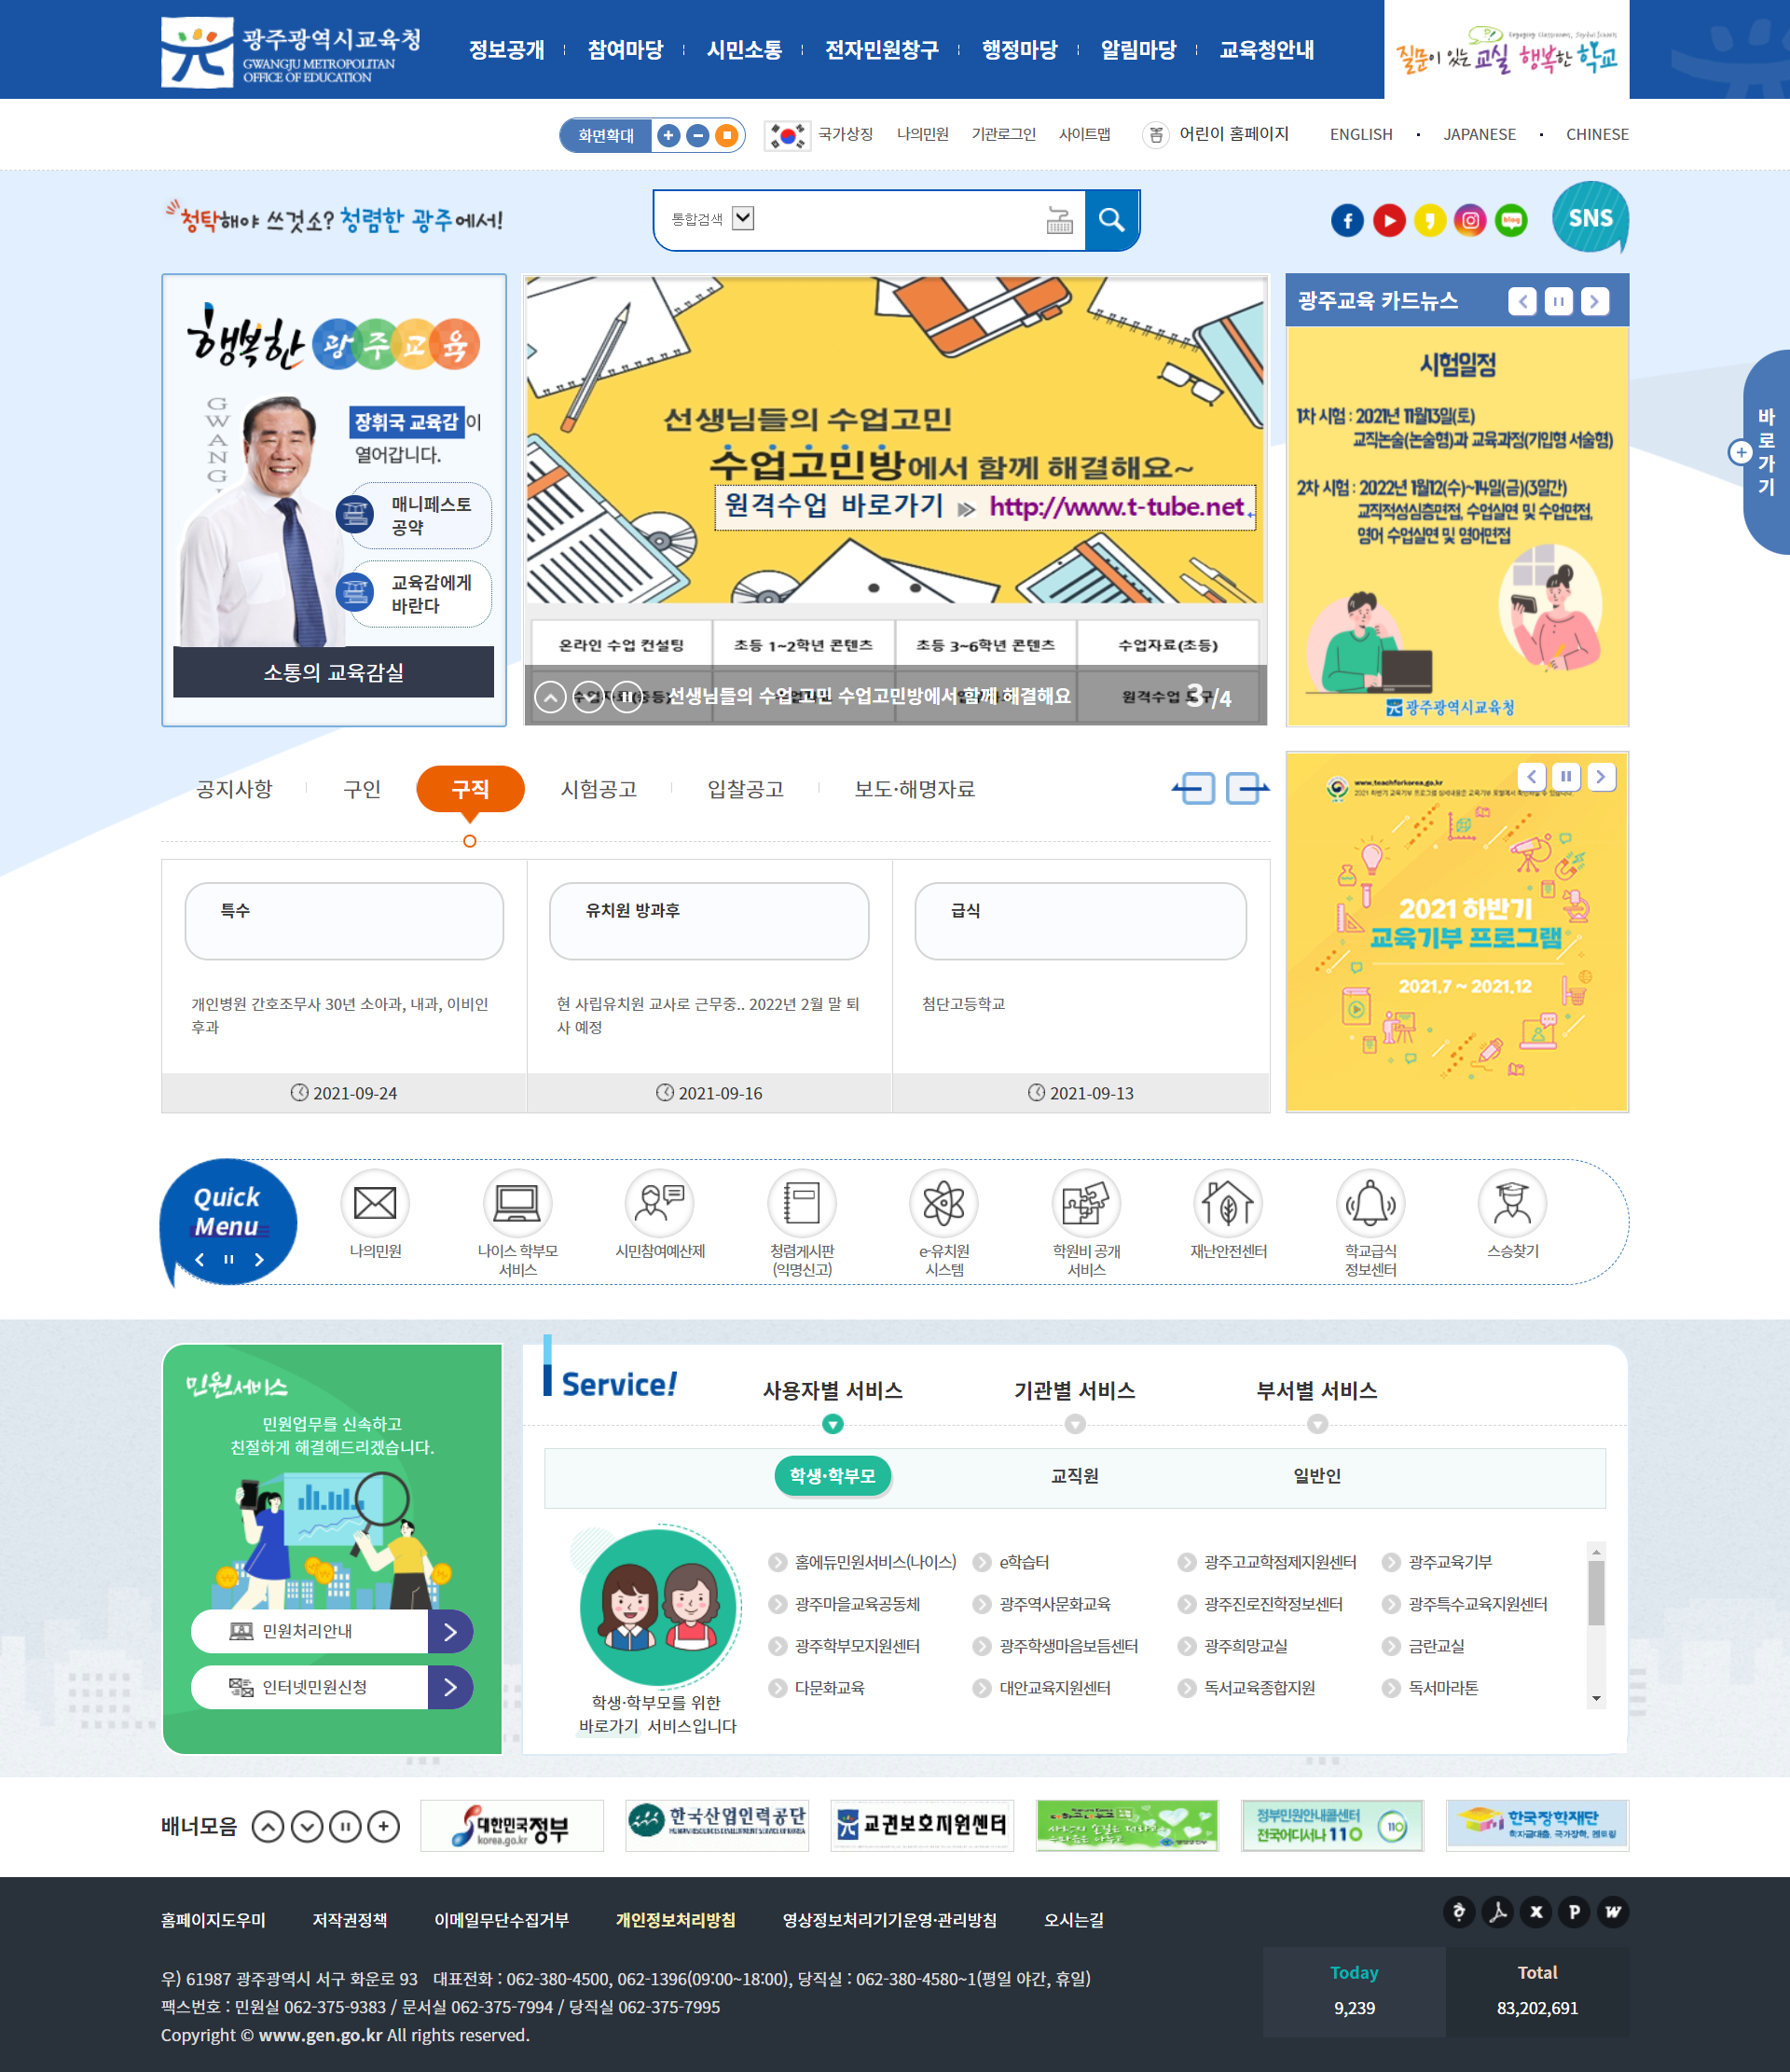 광주광역시교육청
GWANGJU METROPOLITAN
OFFICE OF EDUCATION
정보공개
참여마당
시민소통
전자민원창구
행정마당
알림마당
교육청안내
Engaging Classrooms, Joyful Schools
질문이 있는 교실 행복한 학교
화면확대
국가상징
나의민원
기관로그인
사이트맵
어린이 홈페이지
ENGLISH
JAPANESE
CHINESE
청탁해야 쓰것소? 청렴한 광주에서!
통합검색
blog
SNS
행복한 광주교육
GWANGJ
장휘국 교육감이
열어갑니다.
매니페스토
공약
교육감에게
바란다
소통의 교육감실
선생님들의 수업고민
수업고민방에서 함께 해결해요~
원격수업 바로가기 http://www.t-tube.net
온라인 수업 컨설팅
초등 1~2학년 콘텐츠
초등 3~6학년 콘텐츠
수업자료(초등)
선생님들의 수업고민 수업고민방에서 함께 해결해요
3 /4
광주교육 카드뉴스
시험일정
1차 시험 : 2021년 11월13일(토)
교직논술(논술형)과 교육과정(기입형 서술형)
2차 시험 : 2022년 1월12(수)~14일(금)(3일간)
교직적성심층면접, 수업실연 및 수업면접,
영어 수업실연 및 영어면접
광주광역시교육청
바로가기
공지사항
구인
구직
시험공고
입찰공고
보도·해명자료
특수
개인병원 간호조무사 30년 소아과, 내과, 이비인
후과
2021-09-24
유치원 방과후
현 사립유치원 교사로 근무중.. 2022년 2월 말 퇴
사 예정
2021-09-16
급식
첨단고등학교
2021-09-13
www.teachforkorea.go.kr
2021 하반기
교육기부 프로그램
2021.7 ~ 2021.12
Quick
Menu
나의민원
나이스 학부모
서비스
시민참여예산제
청렴게시판
(익명신고)
e-유치원
시스템
학원비 공개
서비스
재난안전센터
학교급식
정보센터
스승찾기
민원서비스
민원업무를 신속하고
친절하게 해결해드리겠습니다.
민원처리안내
인터넷민원신청
Service!
사용자별 서비스
기관별 서비스
부서별 서비스
학생·학부모
교직원
일반인
학생·학부모를 위한
바로가기 서비스입니다
홈에듀민원서비스(나이스)
e학습터
광주고교학점제지원센터
광주교육기부
광주마을교육공동체
광주역사문화교육
광주진로진학정보센터
광주특수교육지원센터
광주학부모지원센터
광주학생마음보듬센터
광주희망교실
금란교실
다문화교육
대안교육지원센터
독서교육종합지원
독서마라톤
배너모음
대한민국정부
korea.go.kr
한국산업인력공단
HUMAN RESOURCES DEVELOPMENT SERVICE OF KOREA
교권보호지원센터
정부민원안내콜센터
전국어디서나 110
110
한국장학재단
학자금대출, 국가장학, 멘토링
홈페이지도우미
저작권정책
이메일무단수집거부
개인정보처리방침
영상정보처리기기운영·관리방침
오시는길
우) 61987 광주광역시 서구 화운로 93 대표전화 : 062-380-4500, 062-1396(09:00~18:00), 당직실 : 062-380-4580~1(평일 야간, 휴일)
팩스번호 : 민원실 062-375-9383 / 문서실 062-375-7994 / 당직실 062-375-7995
Copyright © www.gen.go.kr All rights reserved.
Today
9,239
Total
83,202,691